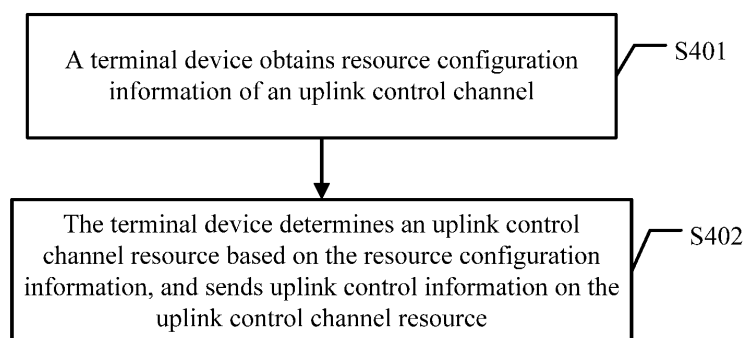 A terminal device obtains resource configuration
information of an uplink control channel
S401
The terminal device determines an uplink control
channel resource based on the resource configuration
information, and sends uplink control information on the
uplink control channel resource
S402